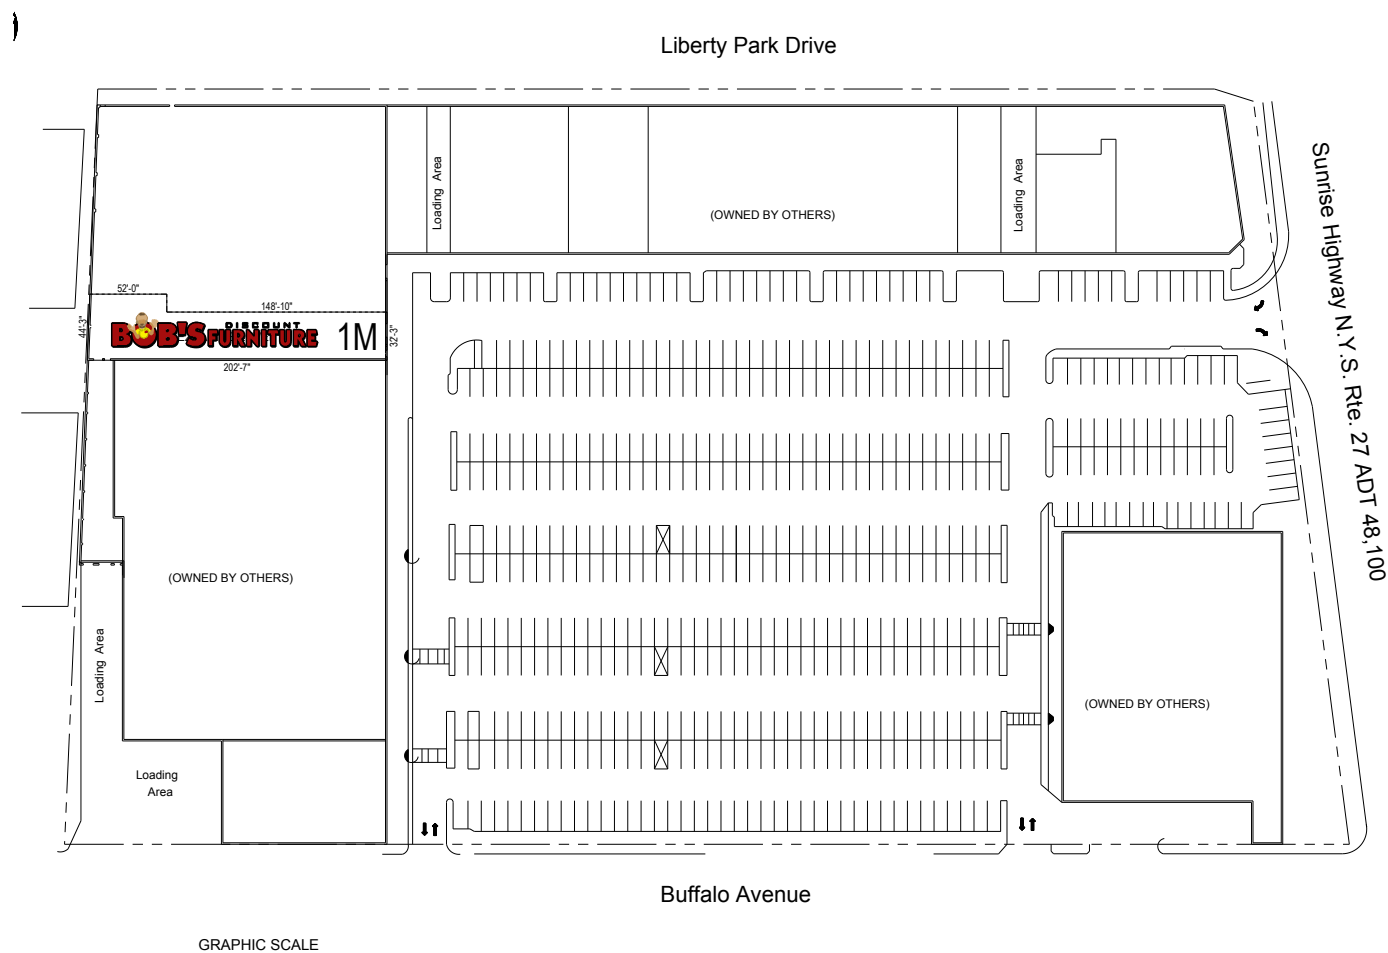 Liberty Park Drive
Loading Area
(OWNED BY OTHERS)
Loading Area
Sunrise Highway N.Y.S. Rte. 27 ADT 48,100
52'-0"
148'-10"
44'-3"
BOB'S DISCOUNT FURNITURE
1M
32'-3"
202'-7"
(OWNED BY OTHERS)
Loading Area
(OWNED BY OTHERS)
Loading
Area
Buffalo Avenue
GRAPHIC SCALE